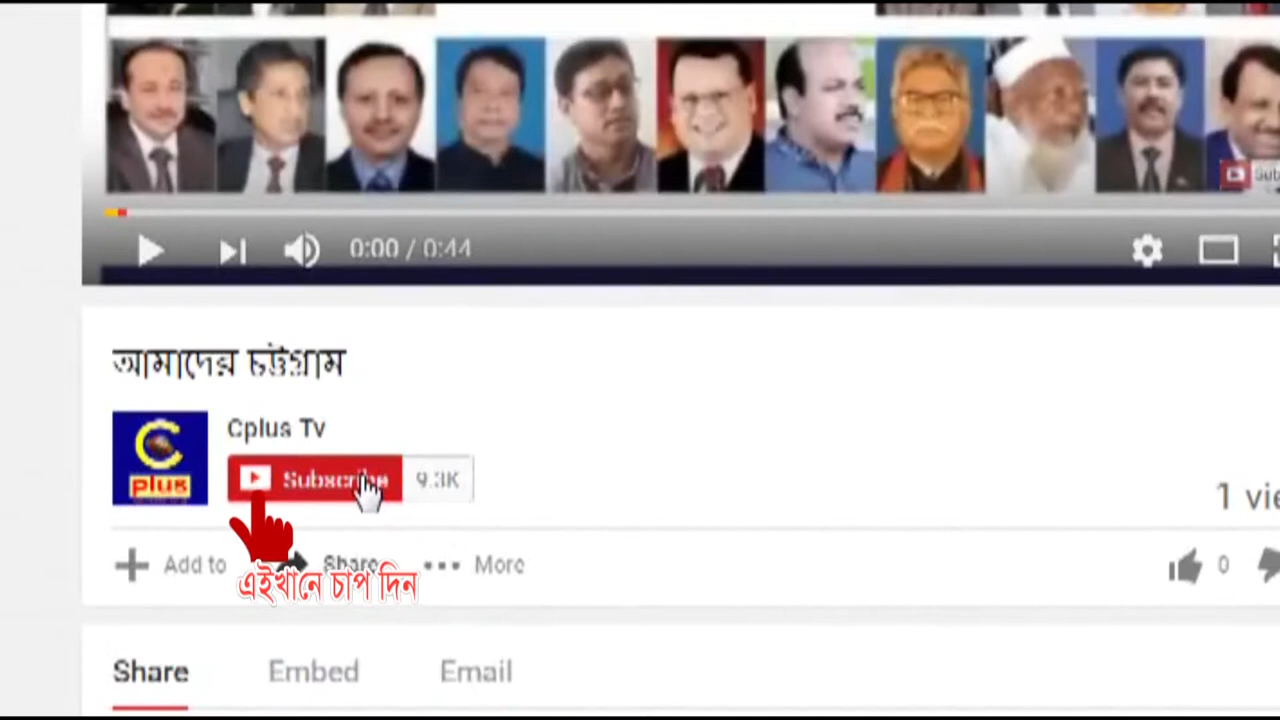 0:00 / 0:44
আমাদের চট্টগ্রাম
C
plus
Cplus Tv
Subscribe 9.3K
1
Add to Share More 0
এইখানে চাপ দিন
Share Embed Email